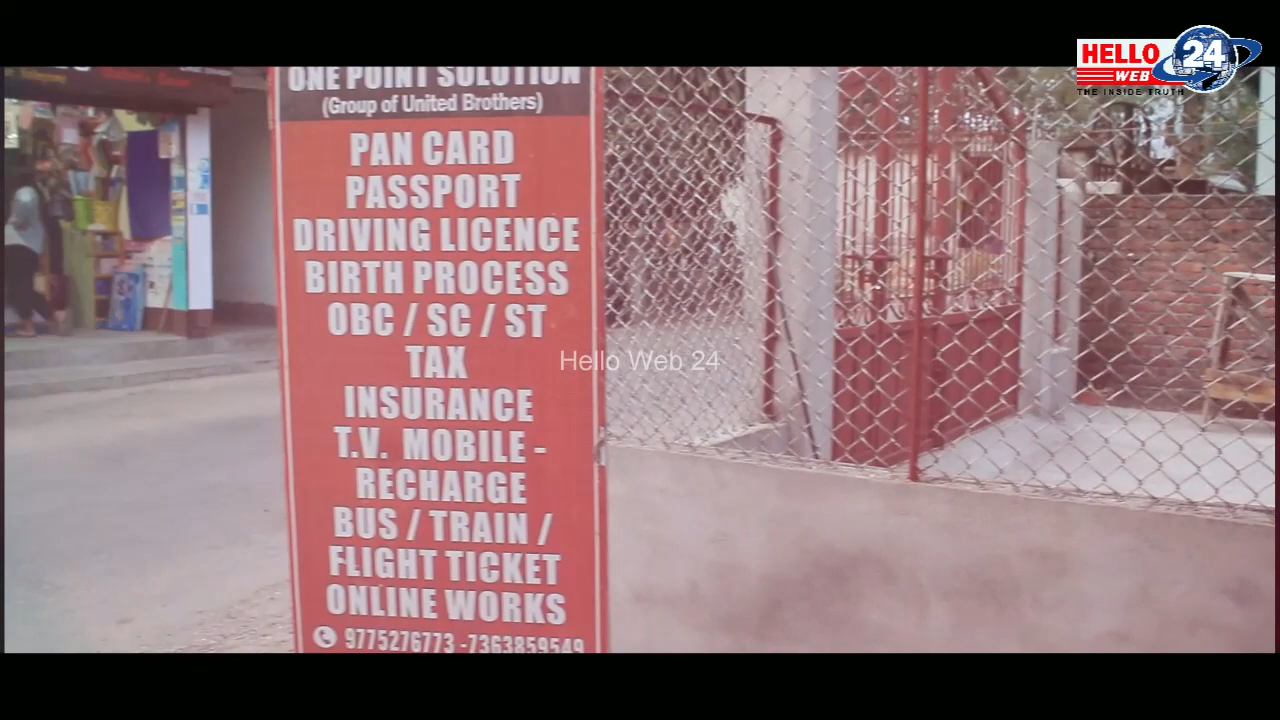 ONE POINT SOLUTION
(Group of United Brothers)
PAN CARD
PASSPORT
DRIVING LICENCE
BIRTH PROCESS
OBC / SC / ST
TAX
INSURANCE
T.V. MOBILE -
RECHARGE
BUS / TRAIN /
FLIGHT TICKET
ONLINE WORKS
9775276773 -7363859549
Hello Web 24
HELLO
WEB
24
THE INSIDE TRUTH